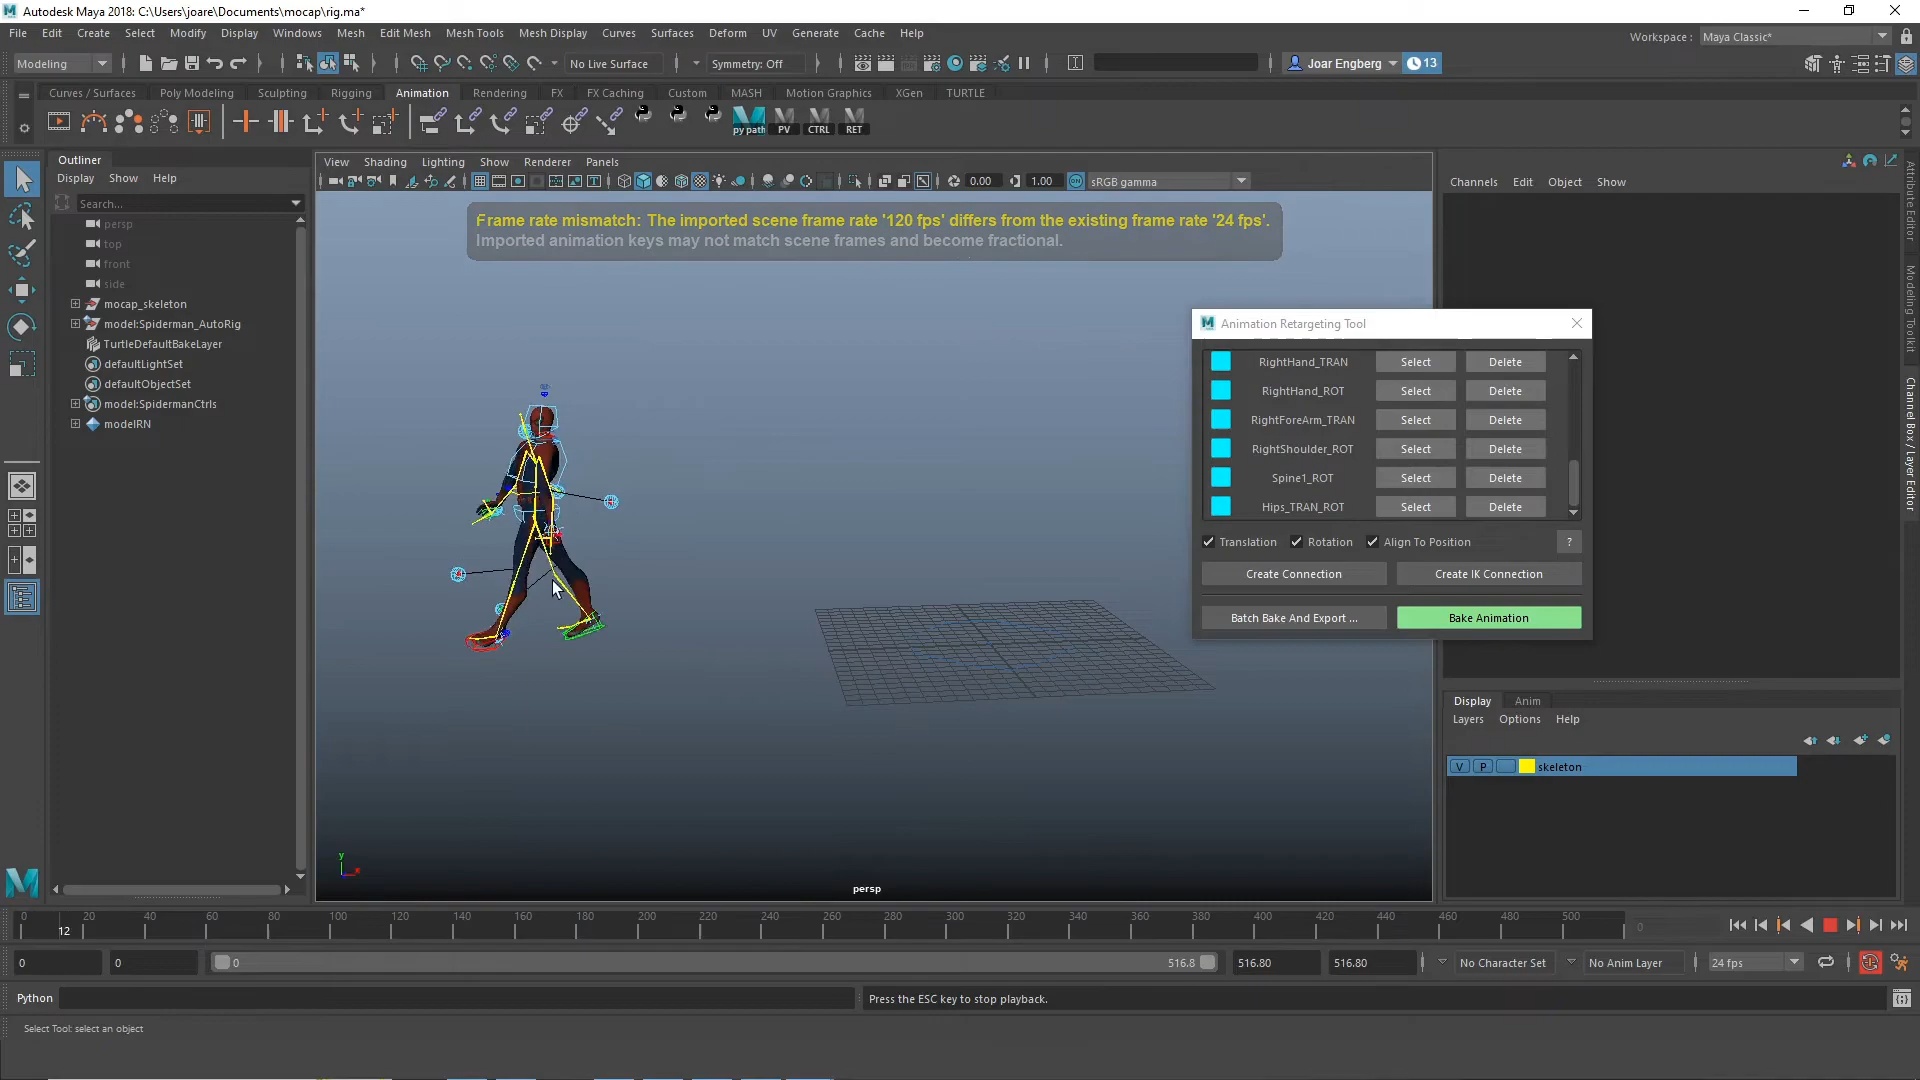 Autodesk Maya 2018: C:\Users\joare\Documents\mocap\rig.ma*
File Edit Create Select Modify Display Windows Mesh Edit Mesh Mesh Tools Mesh Display Curves Surfaces Deform UV Generate Cache Help
Workspace : Maya Classic*
Modeling No Live Surface Symmetry: Off Joar Engberg 13
Curves / Surfaces Poly Modeling Sculpting Rigging Animation Rendering FX FX Caching Custom MASH Motion Graphics XGen TURTLE
py path PV CTRL RET
Outliner
Display Show Help
Search...
persp
top
front
side
mocap_skeleton
model:Spiderman_AutoRig
TurtleDefaultBakeLayer
defaultLightSet
defaultObjectSet
model:SpidermanCtrls
modelRN
View Shading Lighting Show Renderer Panels
0.00 1.00 ON sRGB gamma
Frame rate mismatch: The imported scene frame rate '120 fps' differs from the existing frame rate '24 fps'.
Imported animation keys may not match scene frames and become fractional.
y
x
persp
Animation Retargeting Tool
RightHand_TRAN Select Delete
RightHand_ROT Select Delete
RightForeArm_TRAN Select Delete
RightShoulder_ROT Select Delete
Spine1_ROT Select Delete
Hips_TRAN_ROT Select Delete
Translation Rotation Align To Position ?
Create Connection Create IK Connection
Batch Bake And Export ... Bake Animation
Channels Edit Object Show
Attribute Editor
Modeling Toolkit
Channel Box / Layer Editor
Display Anim
Layers Options Help
V P skeleton
0 20 40 60 80 100 120 140 160 180 200 220 240 260 280 300 320 340 360 380 400 420 440 460 480 500
12
0
0 0 0 516.8 516.80 516.80 No Character Set No Anim Layer 24 fps
Python Press the ESC key to stop playback.
Select Tool: select an object